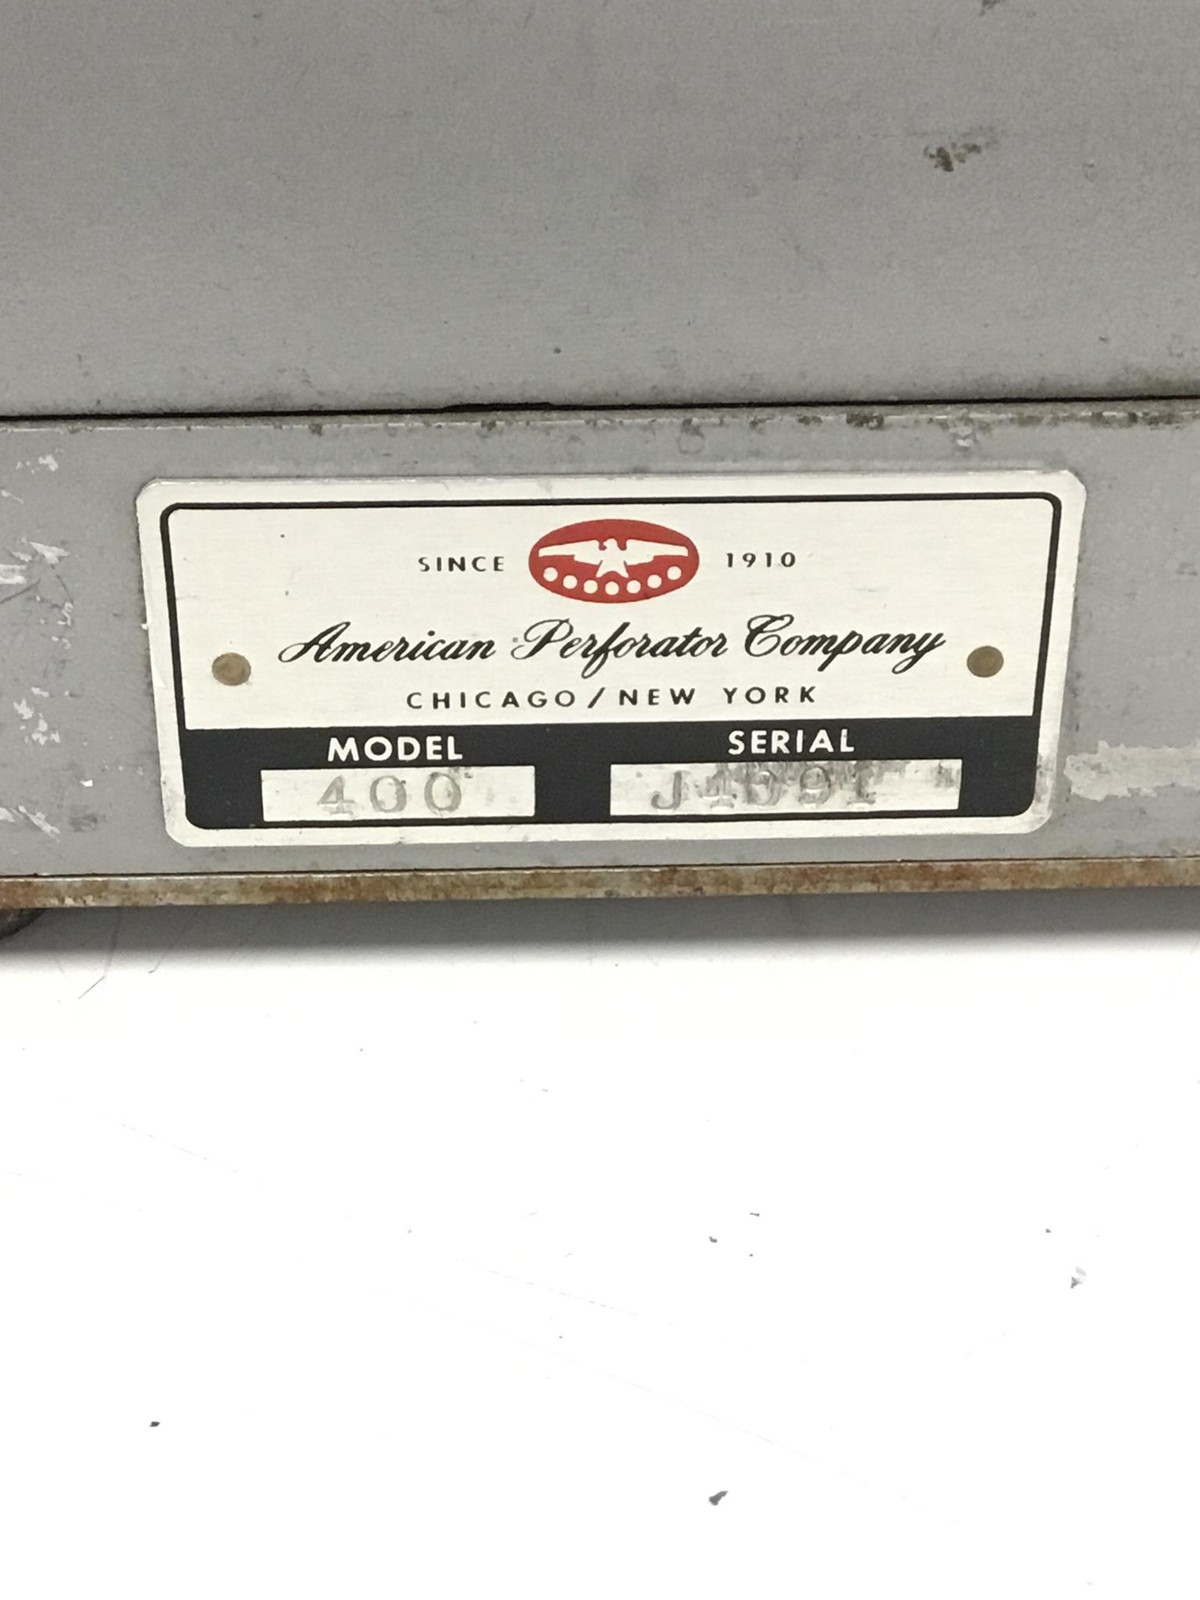 SINCE 1910
American Perforator Company
CHICAGO/NEW YORK
MODEL SERIAL
400